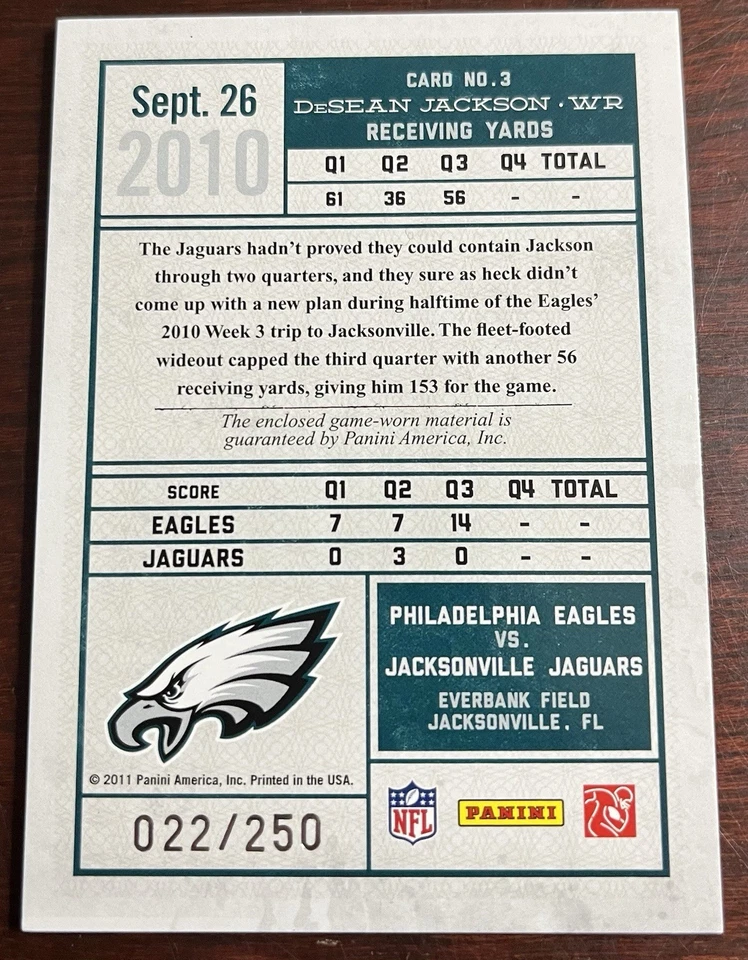 Sept. 26
2010
CARD NO.3
DeSEAN JACKSON · WR
RECEIVING YARDS
Q1 Q2 Q3 Q4 TOTAL
61 36 56 - -
The Jaguars hadn't proved they could contain Jackson
through two quarters, and they sure as heck didn't
come up with a new plan during halftime of the Eagles'
2010 Week 3 trip to Jacksonville. The fleet-footed
wideout capped the third quarter with another 56
receiving yards, giving him 153 for the game.
The enclosed game-worn material is
guaranteed by Panini America, Inc.
SCORE Q1 Q2 Q3 Q4 TOTAL
EAGLES 7 7 14 - -
JAGUARS 0 3 0 - -
PHILADELPHIA EAGLES
VS.
JACKSONVILLE JAGUARS
EVERBANK FIELD
JACKSONVILLE, FL
© 2011 Panini America, Inc. Printed in the USA.
022/250
NFL
PANINI